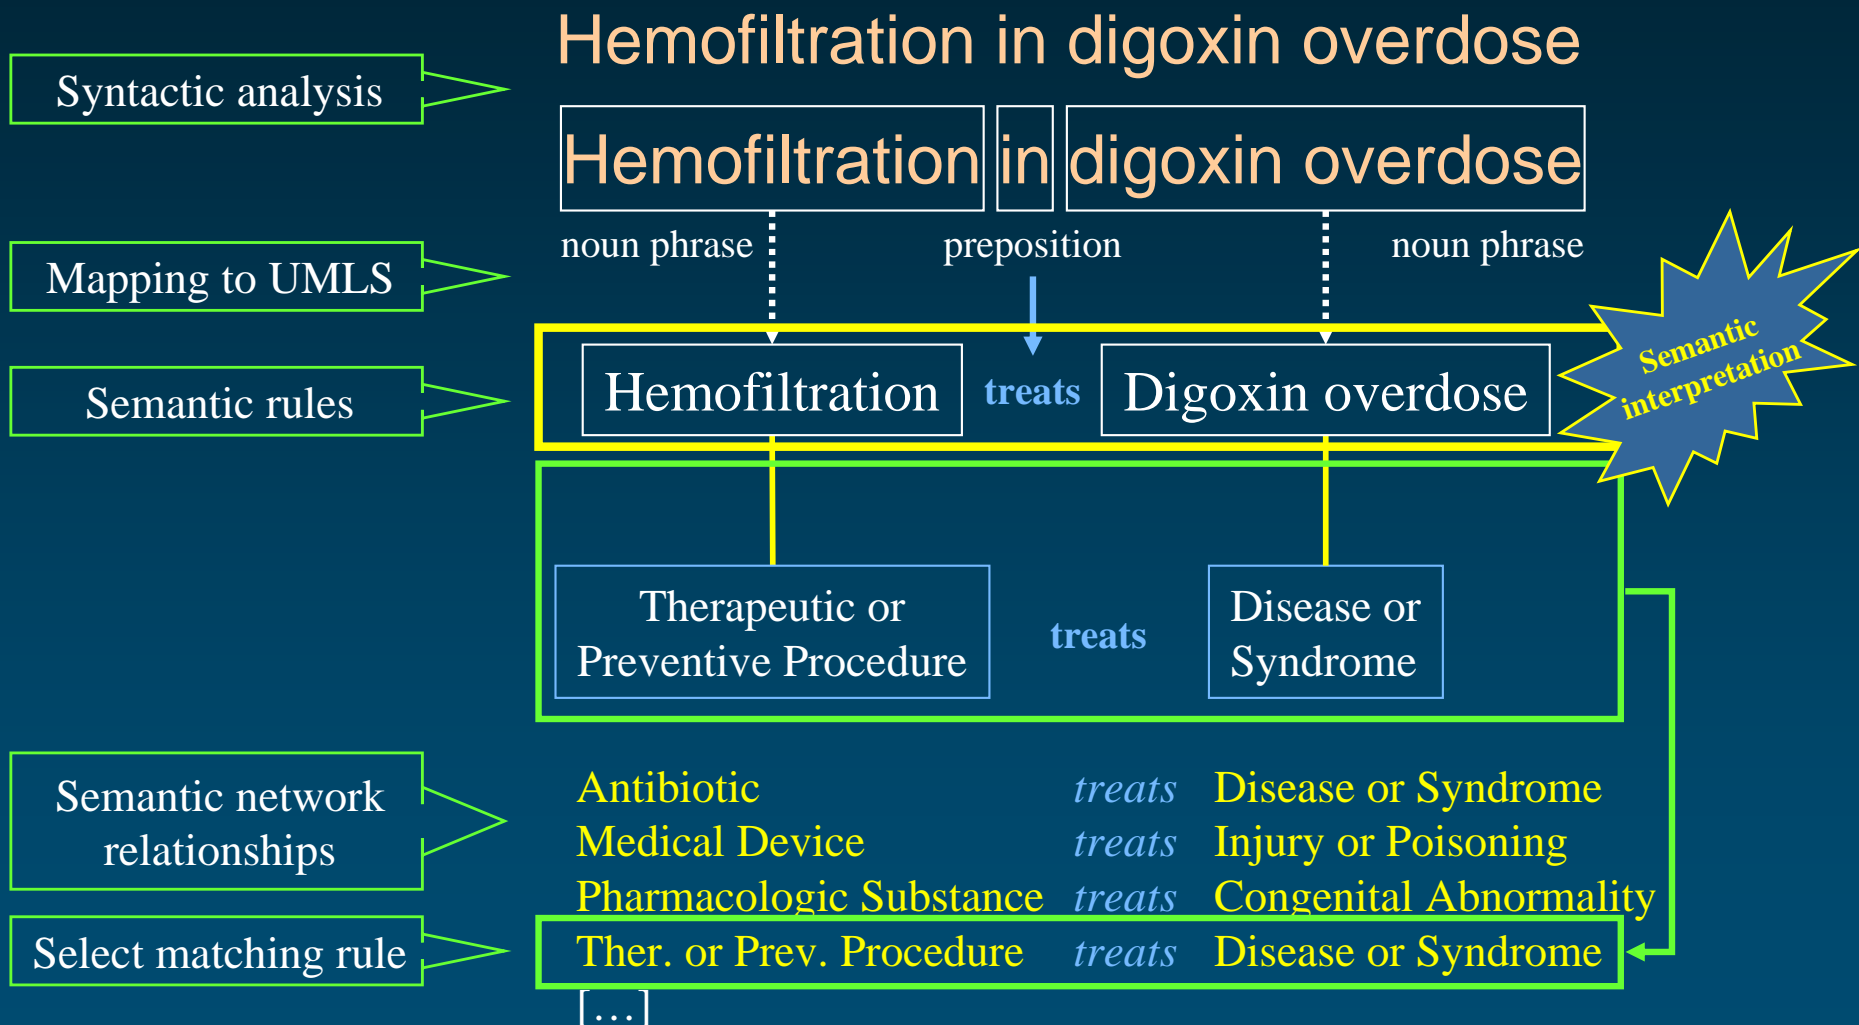 Hemofiltration in digoxin overdose
Syntactic analysis
Hemofiltration in digoxin overdose
noun phrase preposition noun phrase
Mapping to UMLS
Semantic rules
Hemofiltration treats Digoxin overdose
Semantic
interpretation
Therapeutic or
Preventive Procedure
treats
Disease or
Syndrome
Semantic network
relationships
Antibiotic treats Disease or Syndrome
Medical Device treats Injury or Poisoning
Pharmacologic Substance treats Congenital Abnormality
Select matching rule
Ther. or Prev. Procedure treats Disease or Syndrome
[…]